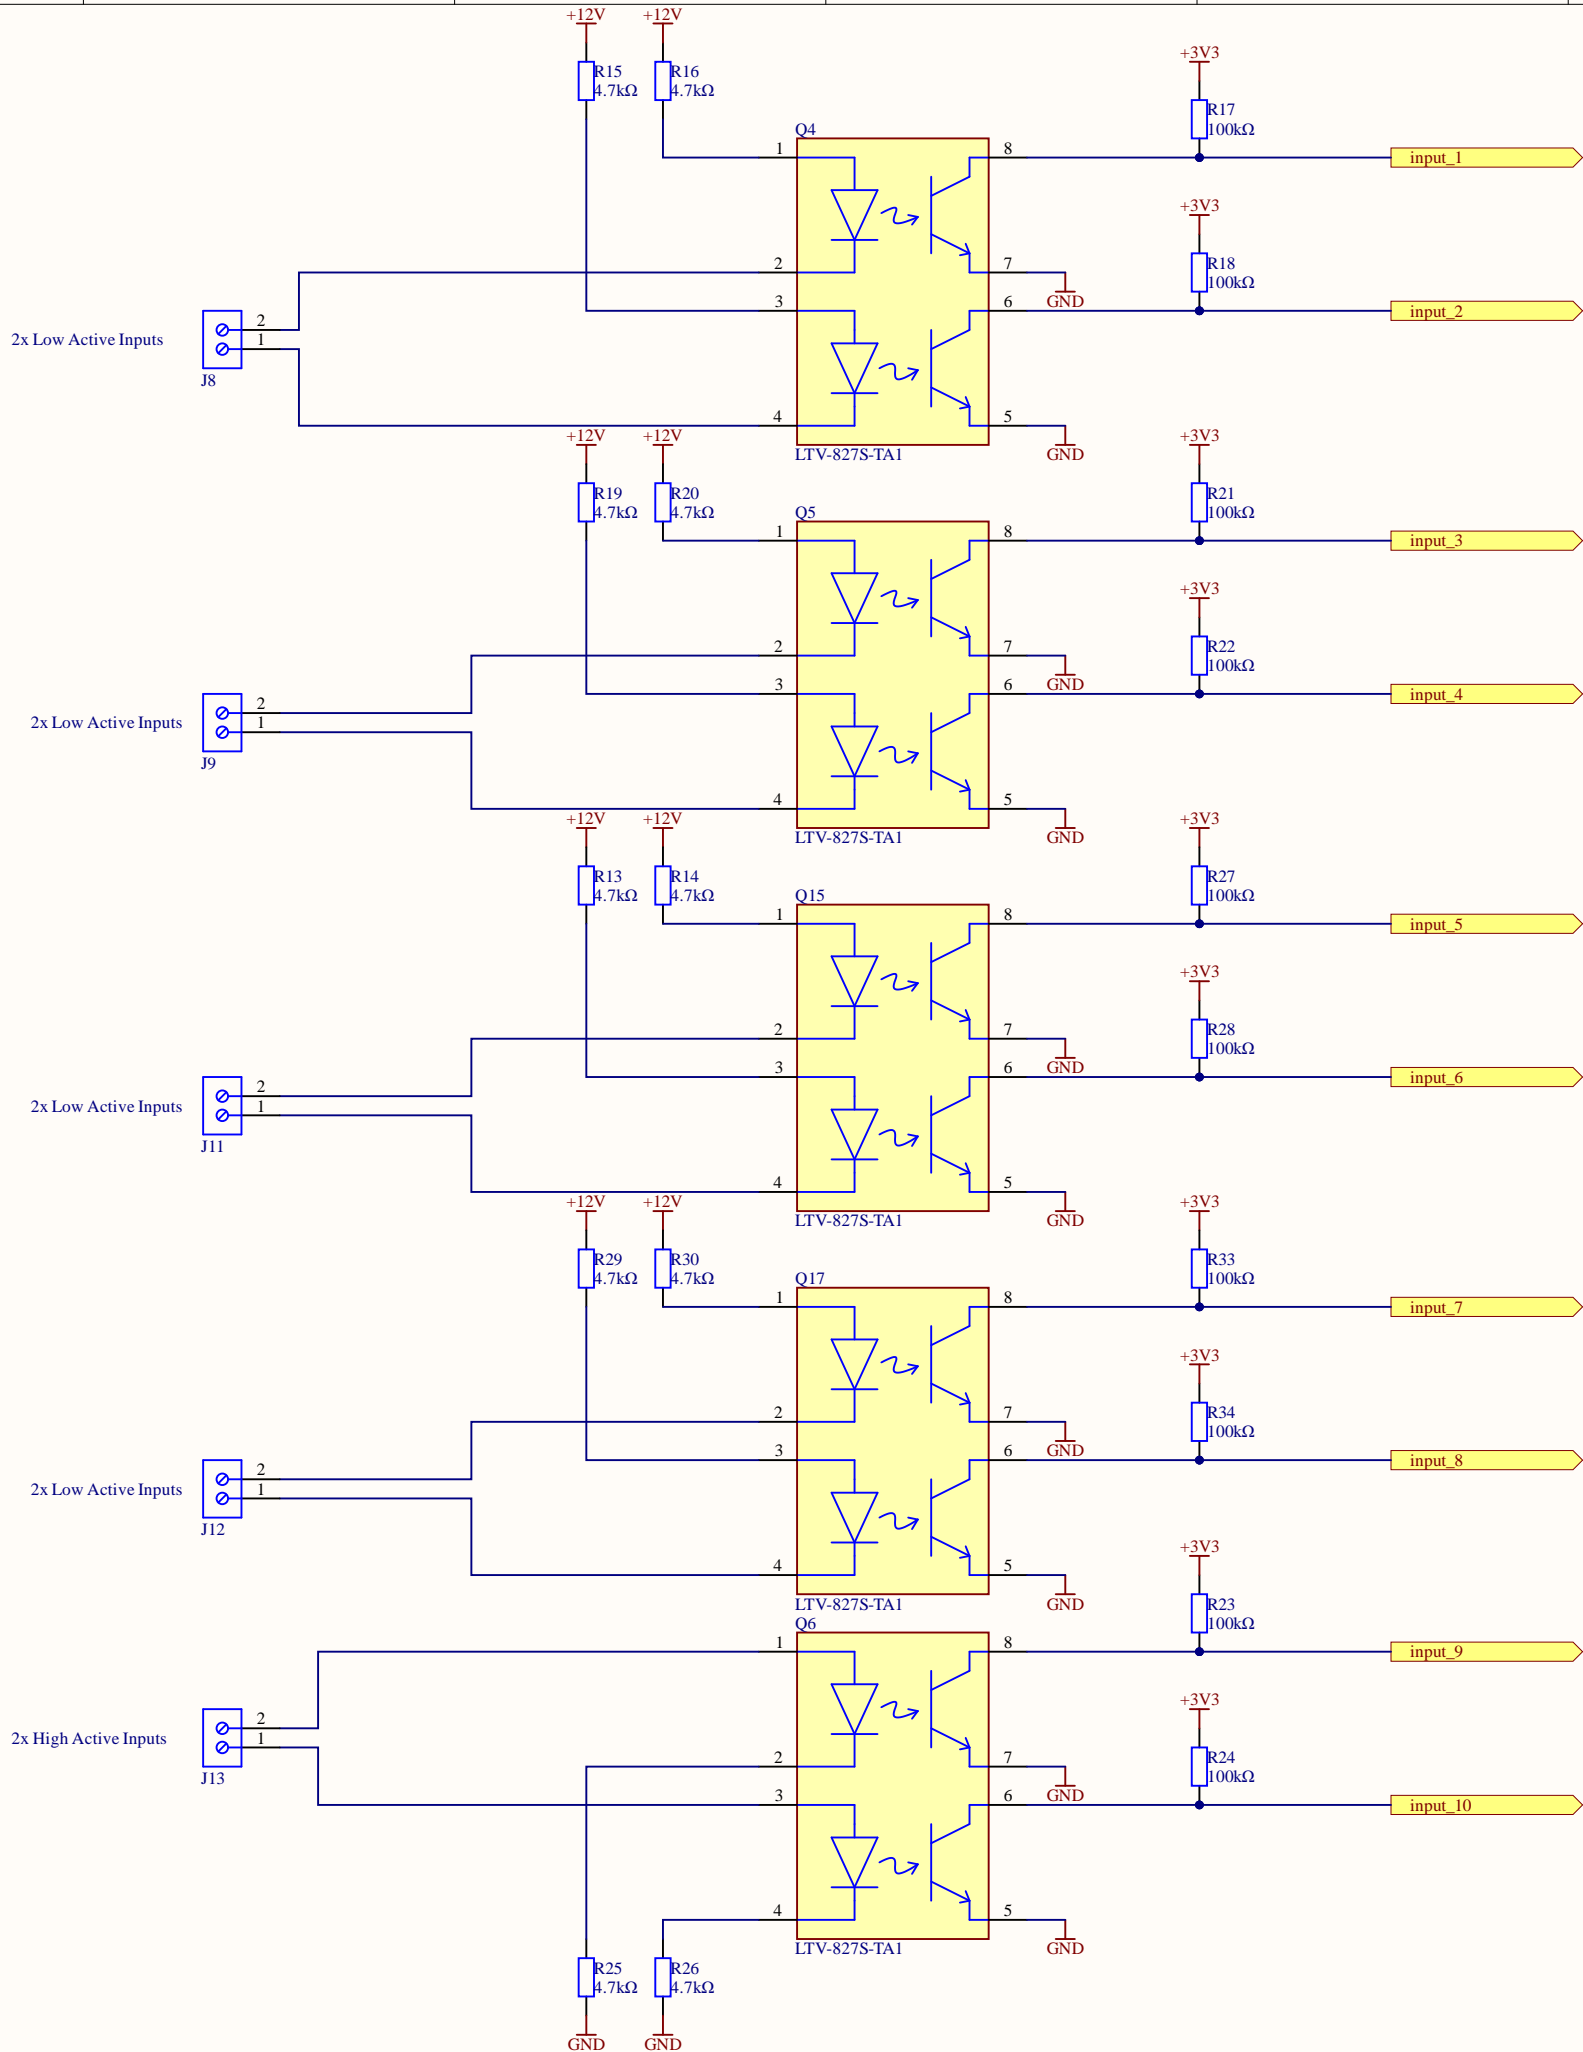 +12V +12V
+3V3
R15 R16
4.7kΩ 4.7kΩ
R17
100kΩ
Q4
1 8
input_1
+3V3
R18
100kΩ
2 7
GND
3 6
input_2
2x Low Active Inputs
2
1
J8
4 5
GND
LTV-827S-TA1
+12V +12V
+3V3
R19 R20
4.7kΩ 4.7kΩ
R21
100kΩ
Q5
1 8
input_3
+3V3
R22
100kΩ
2 7
GND
3 6
input_4
2x Low Active Inputs
2
1
J9
4 5
GND
LTV-827S-TA1
+12V +12V
+3V3
R13 R14
4.7kΩ 4.7kΩ
R27
100kΩ
Q15
1 8
input_5
+3V3
R28
100kΩ
2 7
GND
3 6
input_6
2x Low Active Inputs
2
1
J11
4 5
GND
LTV-827S-TA1
+12V +12V
+3V3
R29 R30
4.7kΩ 4.7kΩ
R33
100kΩ
Q17
1 8
input_7
+3V3
R34
100kΩ
2 7
GND
3 6
input_8
2x Low Active Inputs
2
1
J12
4 5
GND
LTV-827S-TA1
+3V3
R23
100kΩ
Q6
1 8
input_9
+3V3
R24
100kΩ
2x High Active Inputs
2
1
J13
2 7
GND
3 6
input_10
4 5
GND
LTV-827S-TA1
R25 R26
4.7kΩ 4.7kΩ
GND GND